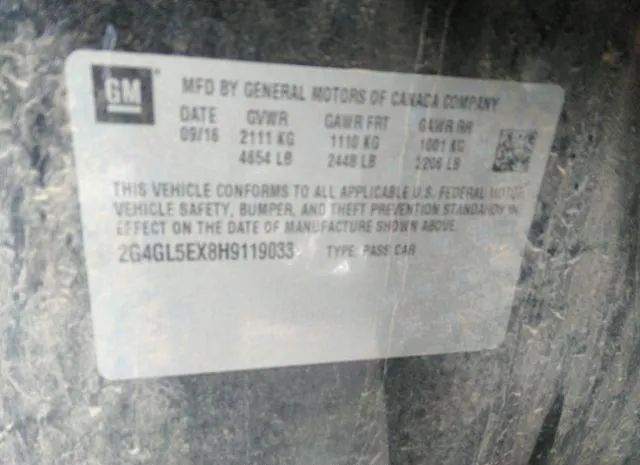 GM
MFD BY GENERAL MOTORS OF CANADA COMPANY
DATE GVWR GAWR FRT GAWR RR
09/16 2111 KG 1110 KG 1001 KG
4654 LB 2448 LB 2206 LB
THIS VEHICLE CONFORMS TO ALL APPLICABLE U.S. FEDERAL MOTOR
VEHICLE SAFETY, BUMPER, AND THEFT PREVENTION STANDARDS IN
EFFECT ON THE DATE OF MANUFACTURE SHOWN ABOVE.
2G4GL5EX8H9119033 TYPE: PASS CAR